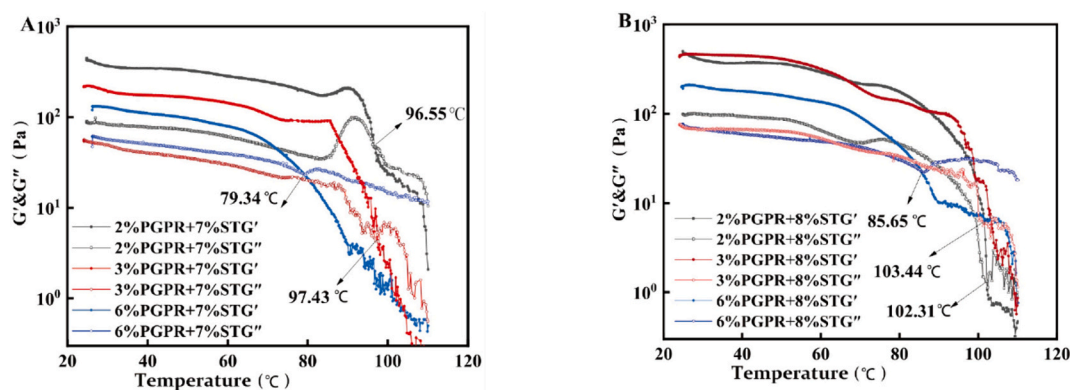 A
10³
10²
10¹
10⁰
G′&G″ (Pa)
96.55℃
79.34℃
97.43℃
2%PGPR+7%STG′
2%PGPR+7%STG″
3%PGPR+7%STG′
3%PGPR+7%STG″
6%PGPR+7%STG′
6%PGPR+7%STG″
20 40 60 80 100 120
Temperature (℃)
B
10³
10²
10¹
10⁰
G′&G″ (Pa)
85.65℃
103.44℃
102.31℃
2%PGPR+8%STG′
2%PGPR+8%STG″
3%PGPR+8%STG′
3%PGPR+8%STG″
6%PGPR+8%STG′
6%PGPR+8%STG″
20 40 60 80 100 120
Temperature (℃)